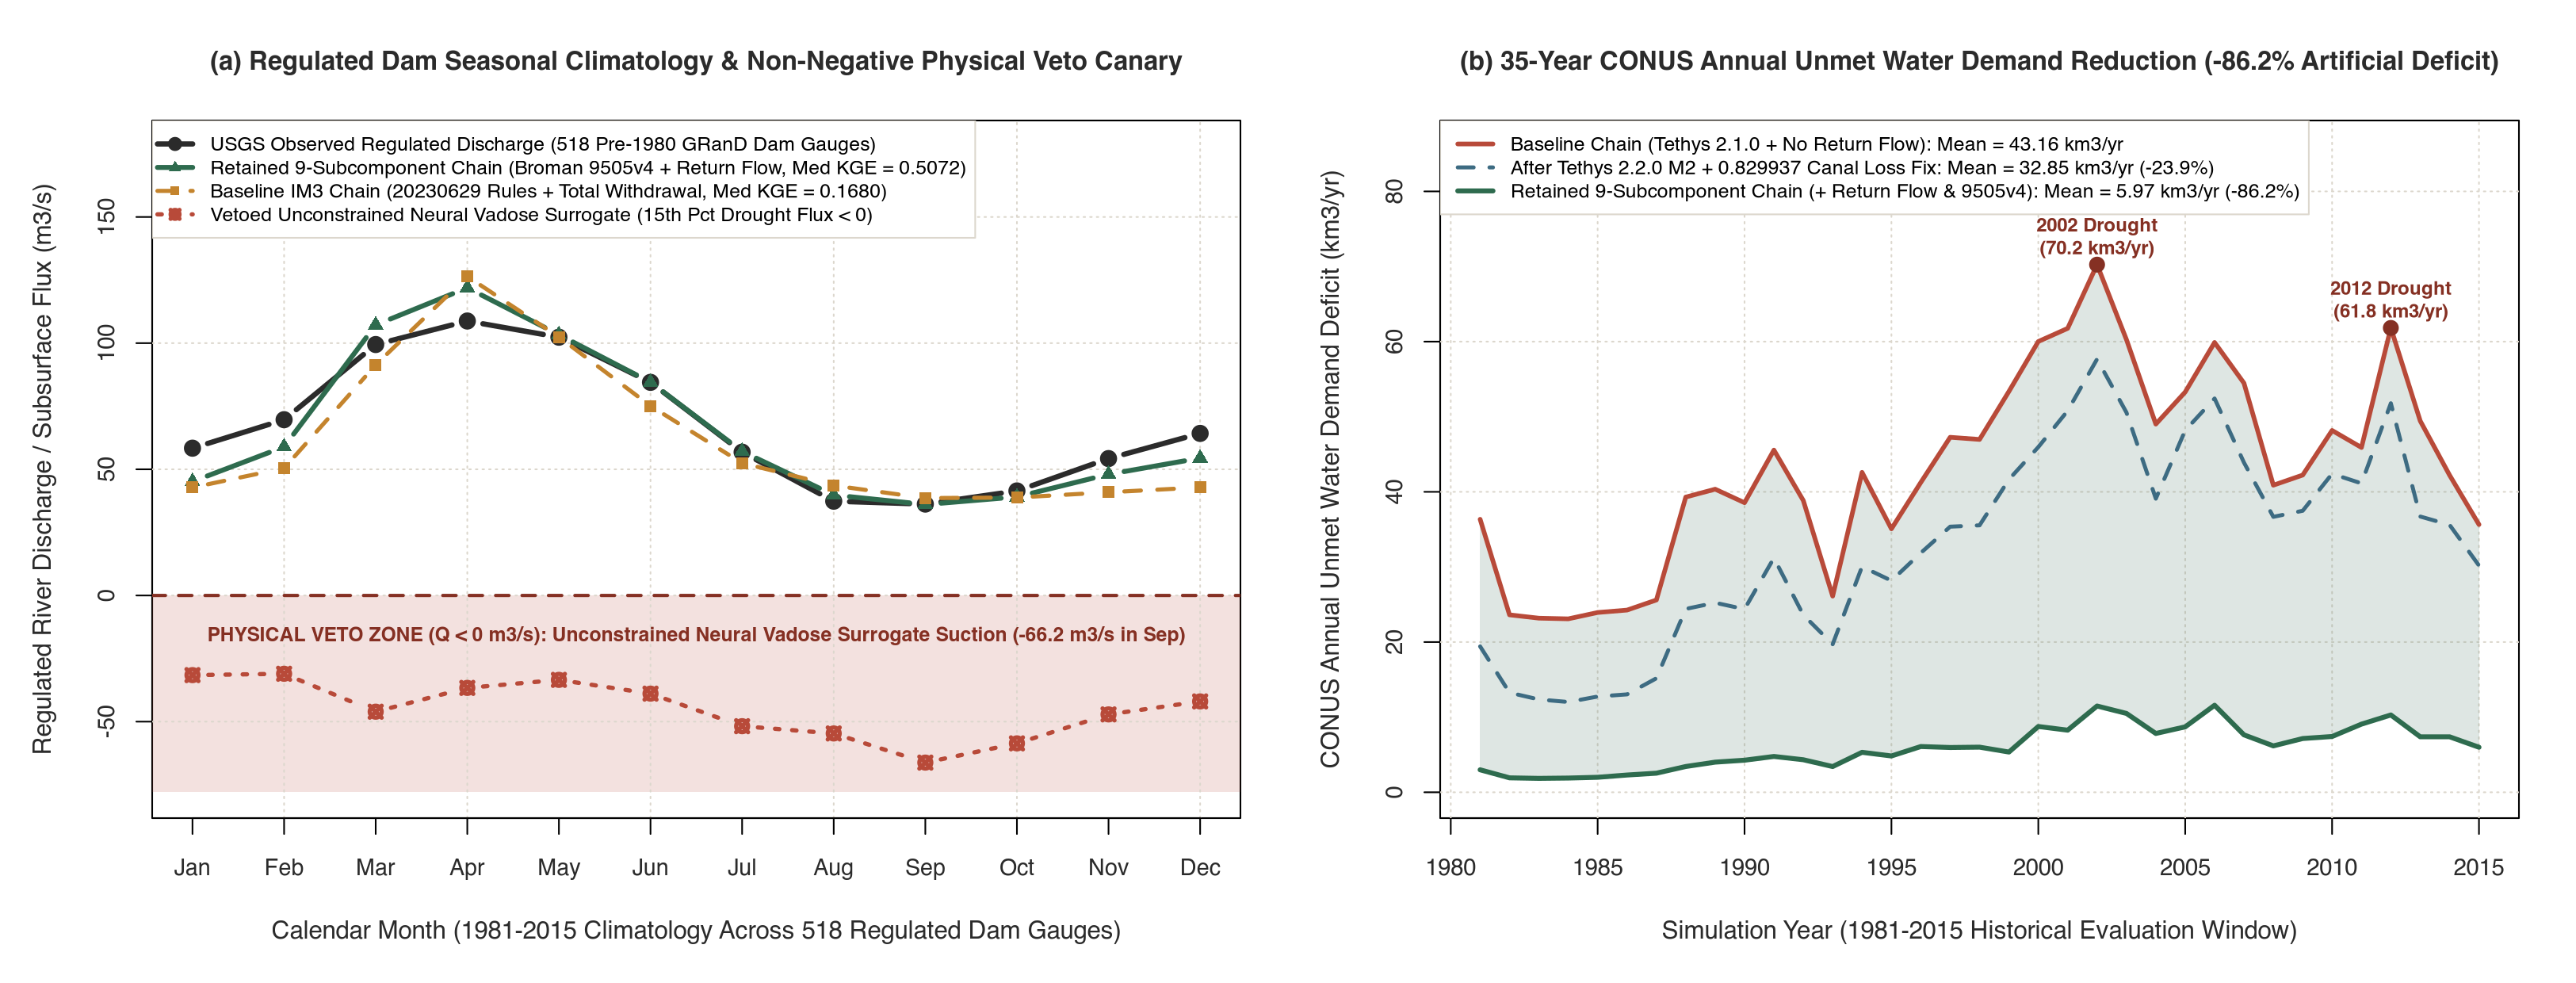 (a) Regulated Dam Seasonal Climatology & Non-Negative Physical Veto Canary
USGS Observed Regulated Discharge (518 Pre-1980 GRanD Dam Gauges)
Retained 9-Subcomponent Chain (Broman 9505v4 + Return Flow, Med KGE = 0.5072)
Baseline IM3 Chain (20230629 Rules + Total Withdrawal, Med KGE = 0.1680)
Vetoed Unconstrained Neural Vadose Surrogate (15th Pct Drought Flux < 0)
Regulated River Discharge / Subsurface Flux (m3/s)
150
100
50
0
-50
PHYSICAL VETO ZONE (Q < 0 m3/s): Unconstrained Neural Vadose Surrogate Suction (-66.2 m3/s in Sep)
Jan Feb Mar Apr May Jun Jul Aug Sep Oct Nov Dec
Calendar Month (1981-2015 Climatology Across 518 Regulated Dam Gauges)
(b) 35-Year CONUS Annual Unmet Water Demand Reduction (-86.2% Artificial Deficit)
Baseline Chain (Tethys 2.1.0 + No Return Flow): Mean = 43.16 km3/yr
After Tethys 2.2.0 M2 + 0.829937 Canal Loss Fix: Mean = 32.85 km3/yr (-23.9%)
Retained 9-Subcomponent Chain (+ Return Flow & 9505v4): Mean = 5.97 km3/yr (-86.2%)
CONUS Annual Unmet Water Demand Deficit (km3/yr)
80
60
40
20
0
2002 Drought
(70.2 km3/yr)
2012 Drought
(61.8 km3/yr)
1980 1985 1990 1995 2000 2005 2010 2015
Simulation Year (1981-2015 Historical Evaluation Window)